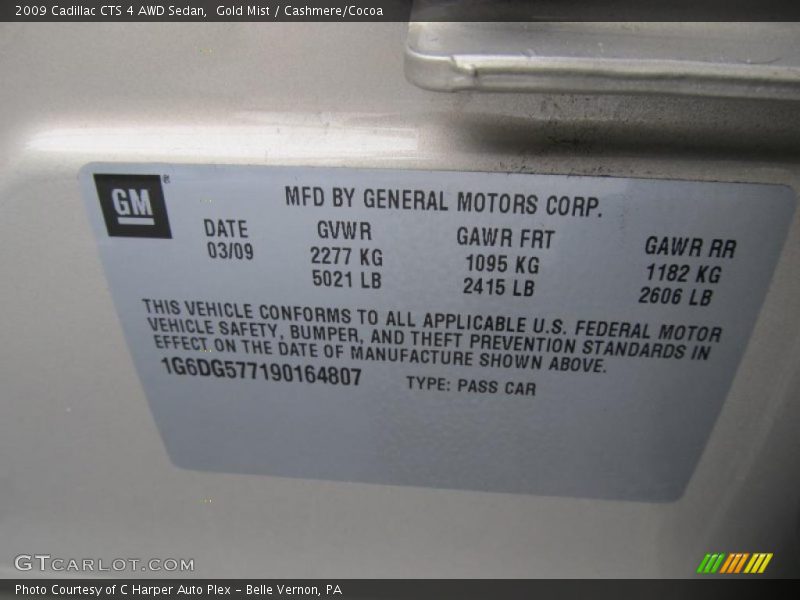 2009 Cadillac CTS 4 AWD Sedan, Gold Mist / Cashmere/Cocoa
GM®
MFD BY GENERAL MOTORS CORP.
DATE GVWR GAWR FRT GAWR RR
03/09 2277 KG 1095 KG 1182 KG
5021 LB 2415 LB 2606 LB
THIS VEHICLE CONFORMS TO ALL APPLICABLE U.S. FEDERAL MOTOR
VEHICLE SAFETY, BUMPER, AND THEFT PREVENTION STANDARDS IN
EFFECT ON THE DATE OF MANUFACTURE SHOWN ABOVE.
1G6DG577190164807 TYPE: PASS CAR
GTCARLOT.COM
Photo Courtesy of C Harper Auto Plex - Belle Vernon, PA